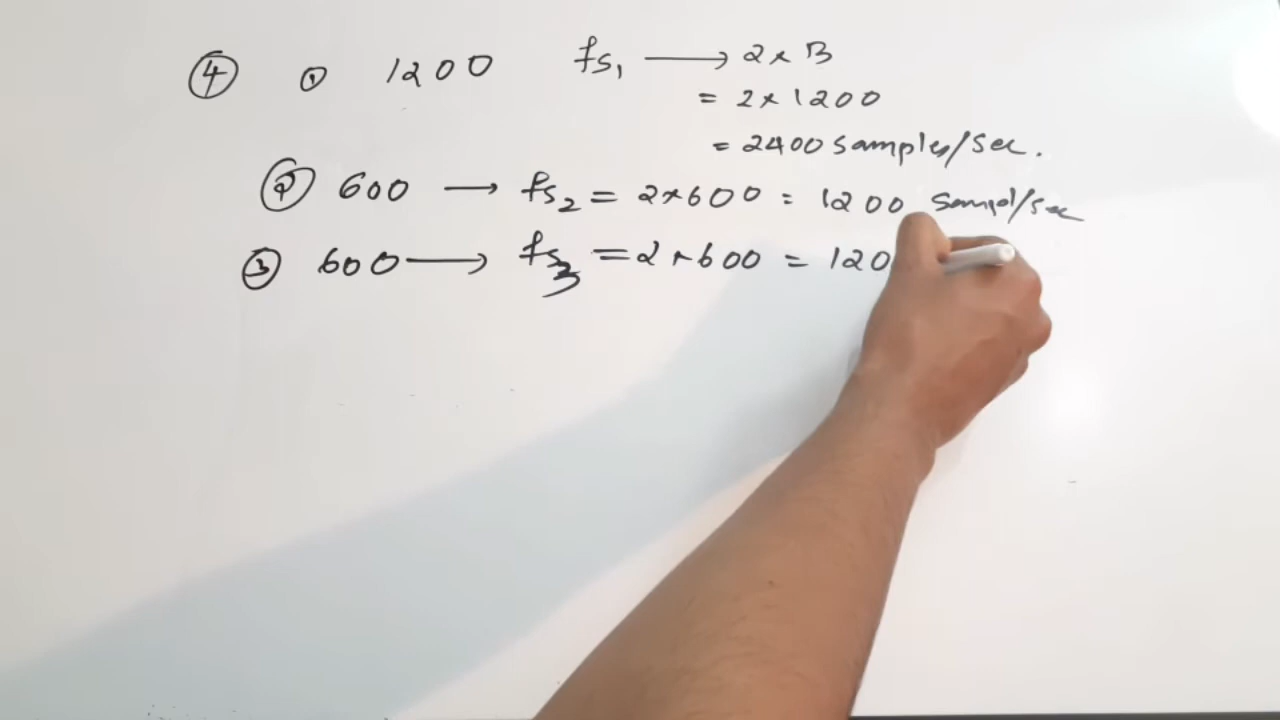 ④ ① 1200 fs₁ ⟶ 2×B
= 2×1200
= 2400 samples/sec.
② 600 → fs₂ = 2×600 = 1200 sampl/sec
③ 600 ⟶ fs₃ = 2×600 = 120